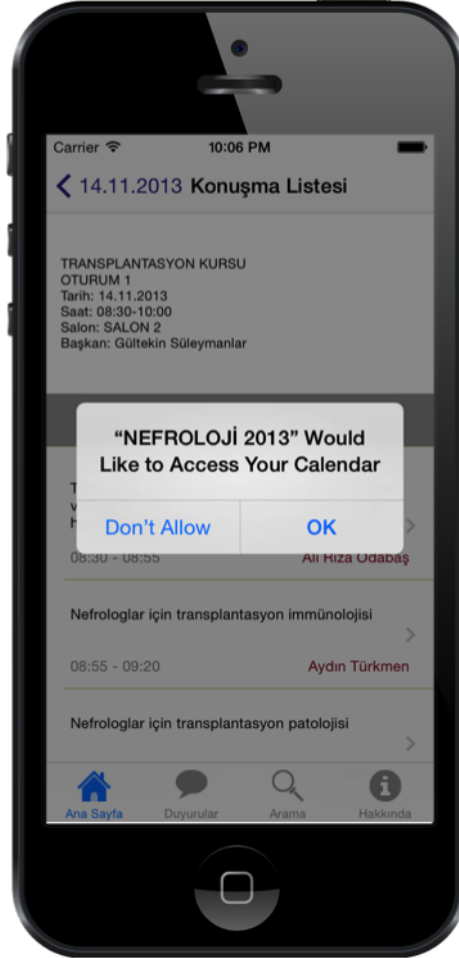 Carrier 10:06 PM
14.11.2013 Konuşma Listesi
TRANSPLANTASYON KURSU
OTURUM 1
Tarih: 14.11.2013
Saat: 08:30-10:00
Salon: SALON 2
Başkan: Gültekin Süleymanlar
“NEFROLOJİ 2013” Would
Like to Access Your Calendar
Don’t Allow OK
08:30 - 08:55 Ali Rıza Odabaş
Nefrologlar için transplantasyon immünolojisi
08:55 - 09:20 Aydın Türkmen
Nefrologlar için transplantasyon patolojisi
Ana Sayfa Duyurular Arama Hakkında